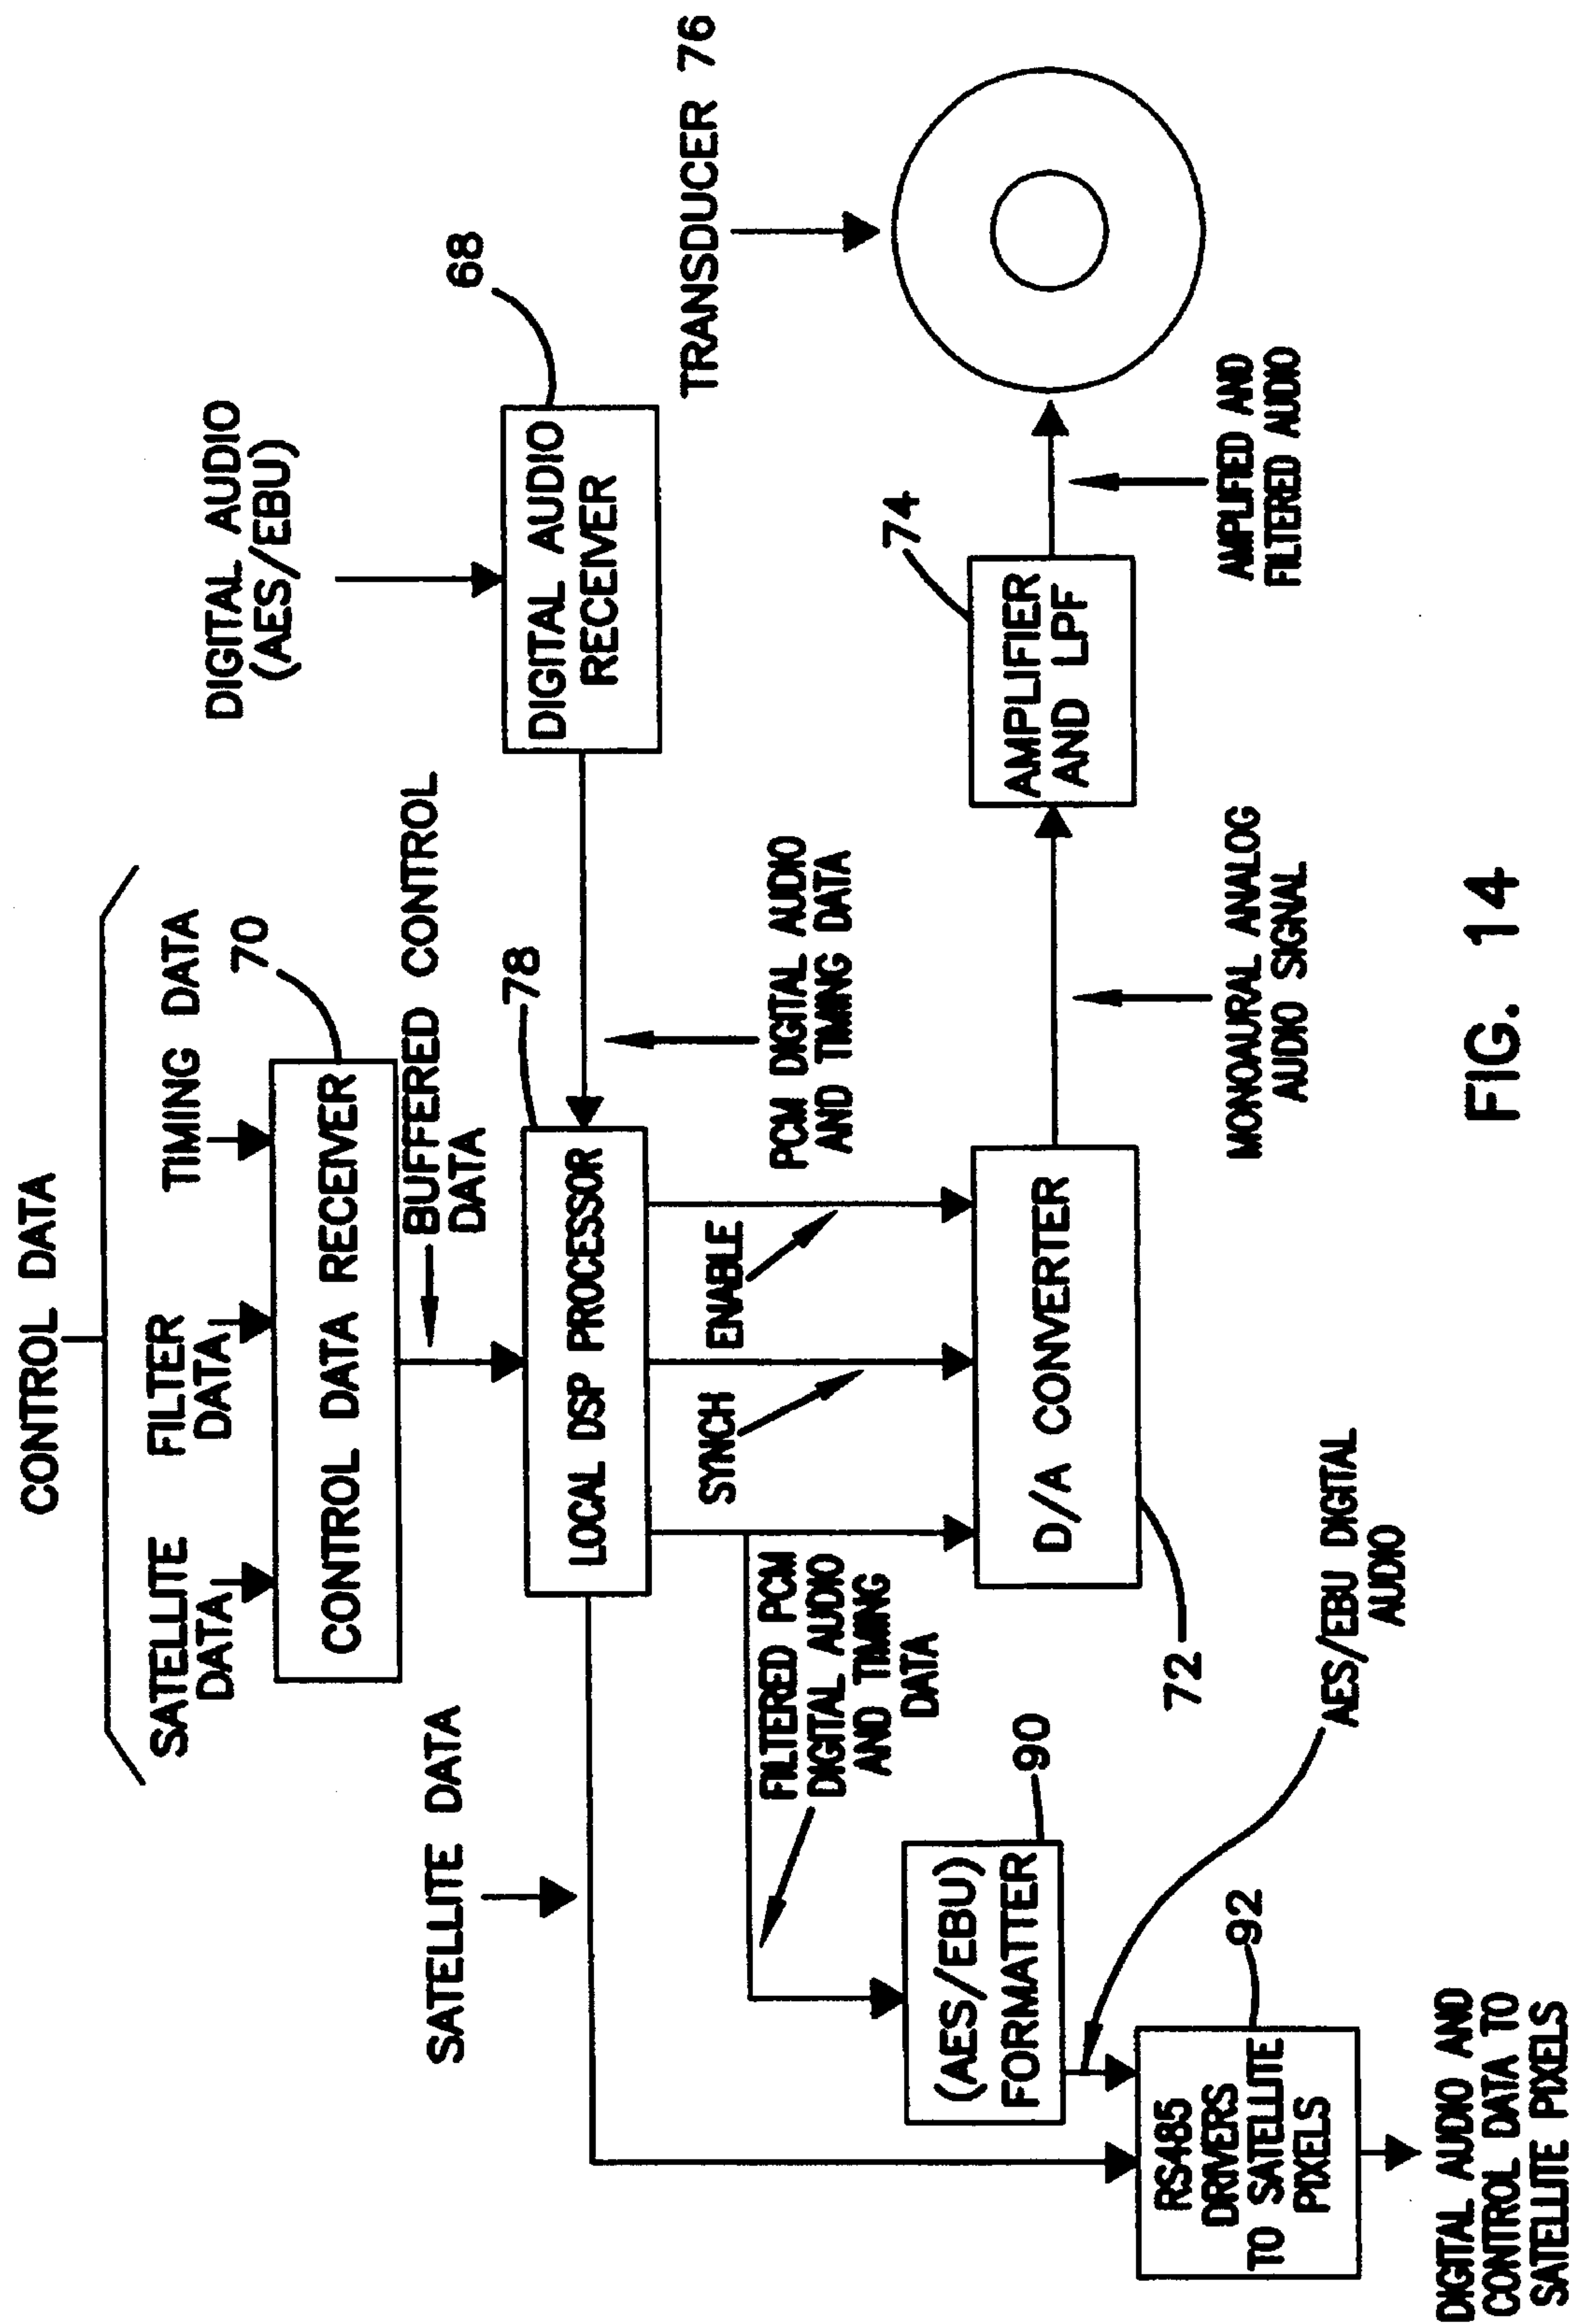 CONTROL DATA
SATELLITE
DATA
FILTER
DATA
TIMING DATA
70
CONTROL DATA RECEIVER
DIGITAL AUDIO
(AES/EBU)
BUFFERED CONTROL
DATA
68
DIGITAL AUDIO
RECEIVER
SATELLITE DATA
78
LOCAL DSP PROCESSOR
PCM DIGITAL AUDIO
AND TIMING DATA
TRANSDUCER 76
SYNCH
ENABLE
FILTERED PCM
DIGITAL AUDIO
AND TIMING
DATA
90
(AES/EBU)
FORMATTER
D/A CONVERTER
72
74
AMPLIFIER
AND LPF
MONOAURAL ANALOG
AUDIO SIGNAL
AMPLIFIED AND
FILTERED AUDIO
92
RS485
DRIVERS
TO SATELLITE
PIXELS
AES/EBU DIGITAL
AUDIO
DIGITAL AUDIO AND
CONTROL DATA TO
SATELLITE PIXELS
FIG. 14